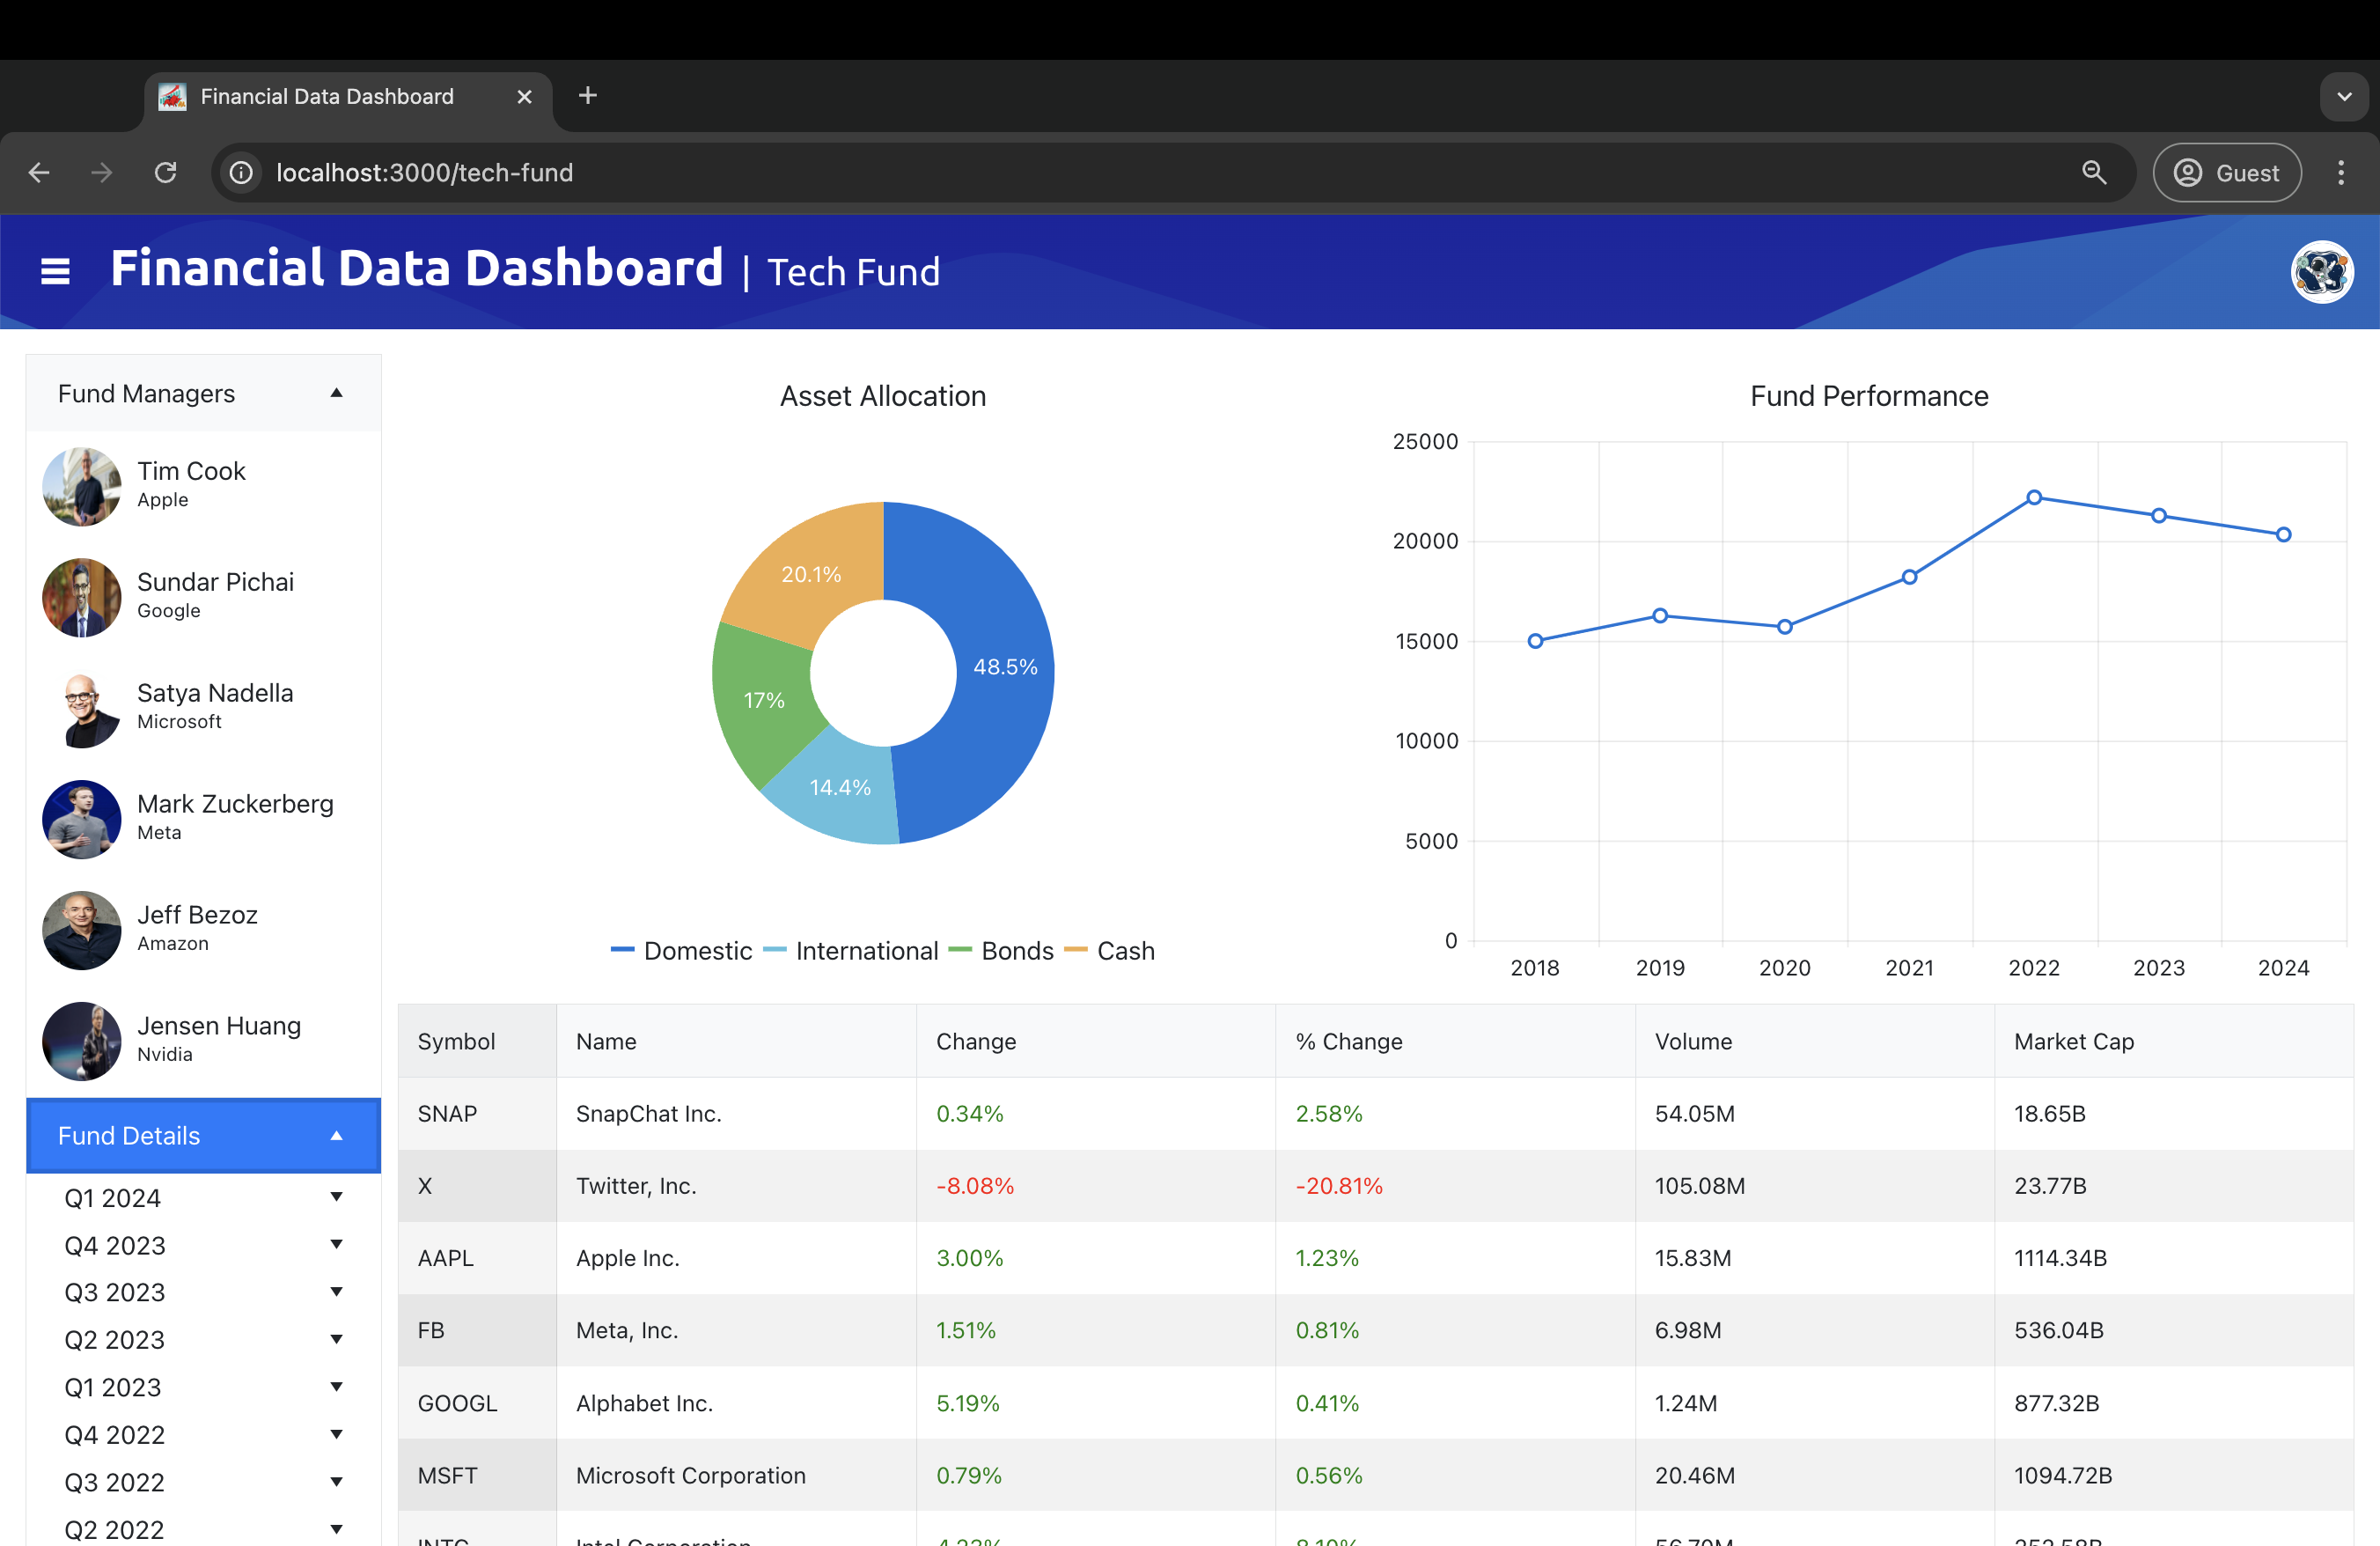 Financial Data Dashboard
localhost:3000/tech-fund
Guest
Financial Data Dashboard | Tech Fund
Fund Managers
Tim Cook
Apple
Sundar Pichai
Google
Satya Nadella
Microsoft
Mark Zuckerberg
Meta
Jeff Bezoz
Amazon
Jensen Huang
Nvidia
Fund Details
Q1 2024
Q4 2023
Q3 2023
Q2 2023
Q1 2023
Q4 2022
Q3 2022
Q2 2022
Asset Allocation
20.1%
48.5%
17%
14.4%
Domestic International Bonds Cash
Fund Performance
25000
20000
15000
10000
5000
0
2018 2019 2020 2021 2022 2023 2024
Symbol Name Change % Change Volume Market Cap
SNAP SnapChat Inc. 0.34% 2.58% 54.05M 18.65B
X Twitter, Inc. -8.08% -20.81% 105.08M 23.77B
AAPL Apple Inc. 3.00% 1.23% 15.83M 1114.34B
FB Meta, Inc. 1.51% 0.81% 6.98M 536.04B
GOOGL Alphabet Inc. 5.19% 0.41% 1.24M 877.32B
MSFT Microsoft Corporation 0.79% 0.56% 20.46M 1094.72B
INTC Intel Corporation